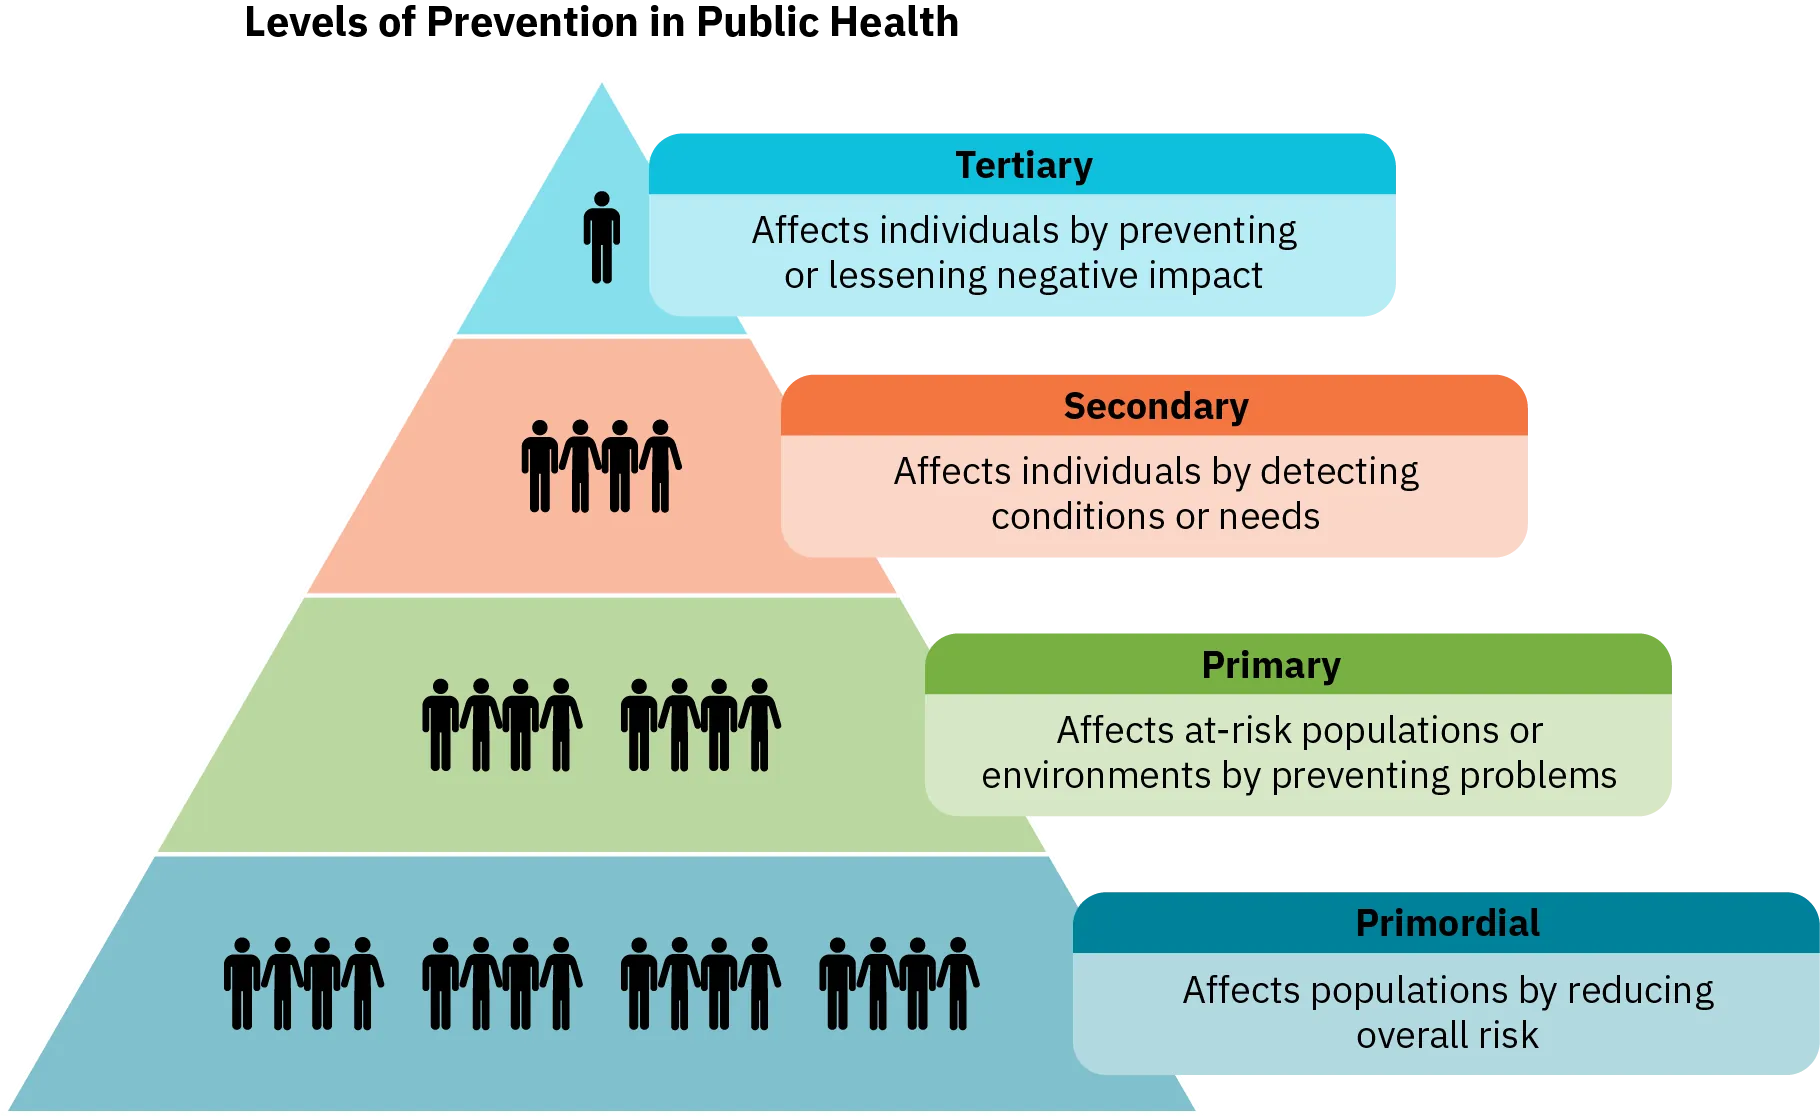 Levels of Prevention in Public Health
Tertiary
Affects individuals by preventing
or lessening negative impact
Secondary
Affects individuals by detecting
conditions or needs
Primary
Affects at-risk populations or
environments by preventing problems
Primordial
Affects populations by reducing
overall risk